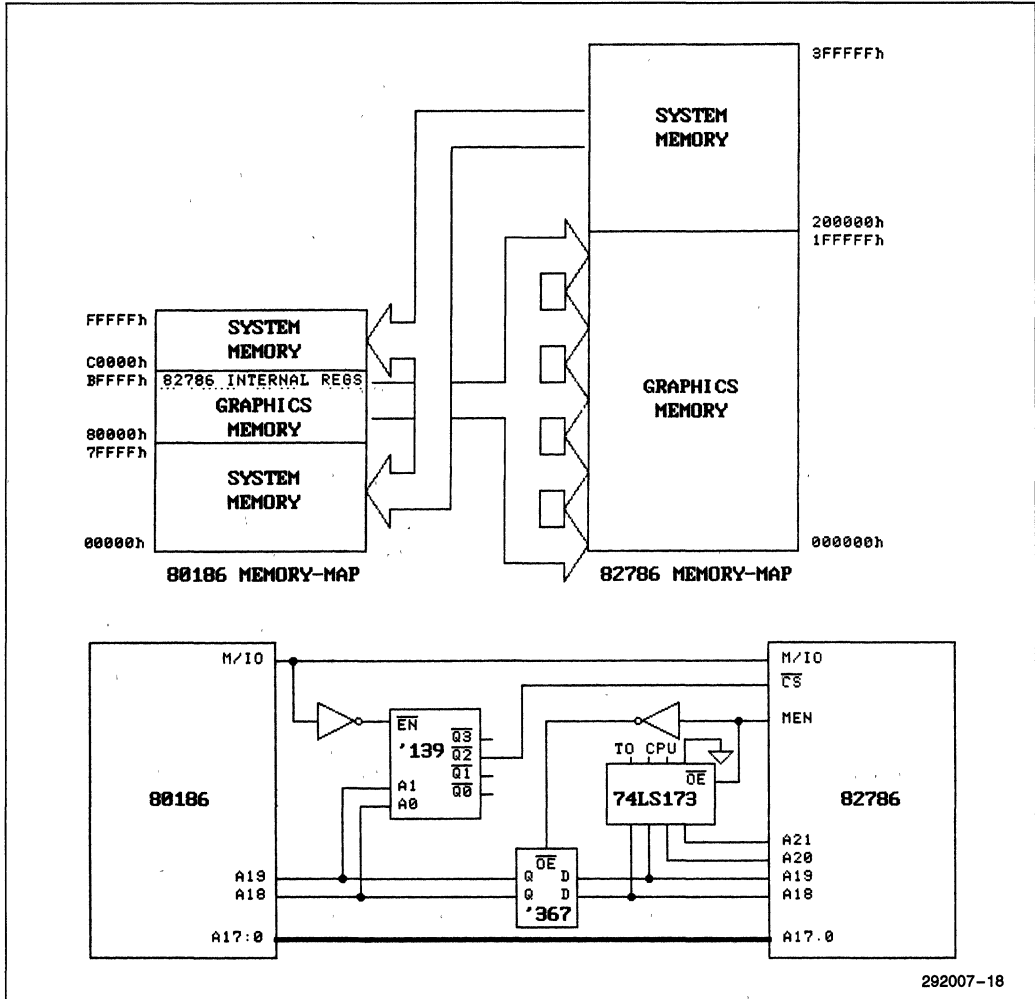 3FFFFFh
SYSTEM
MEMORY
200000h
1FFFFFh
FFFFFh
SYSTEM
MEMORY
C0000h
BFFFFh
82786 INTERNAL REGS
GRAPHICS
MEMORY
80000h
7FFFFh
SYSTEM
MEMORY
00000h
80186 MEMORY-MAP
GRAPHICS
MEMORY
000000h
82786 MEMORY-MAP
M/IO
80186
A19
A18
A17:0
EN
'139
Q3
Q2
Q1
Q0
A1
A0
OE
Q D
Q D
'367
TO CPU
OE
74LS173
M/IO
CS
MEN
82786
A21
A20
A19
A18
A17.0
292007-18